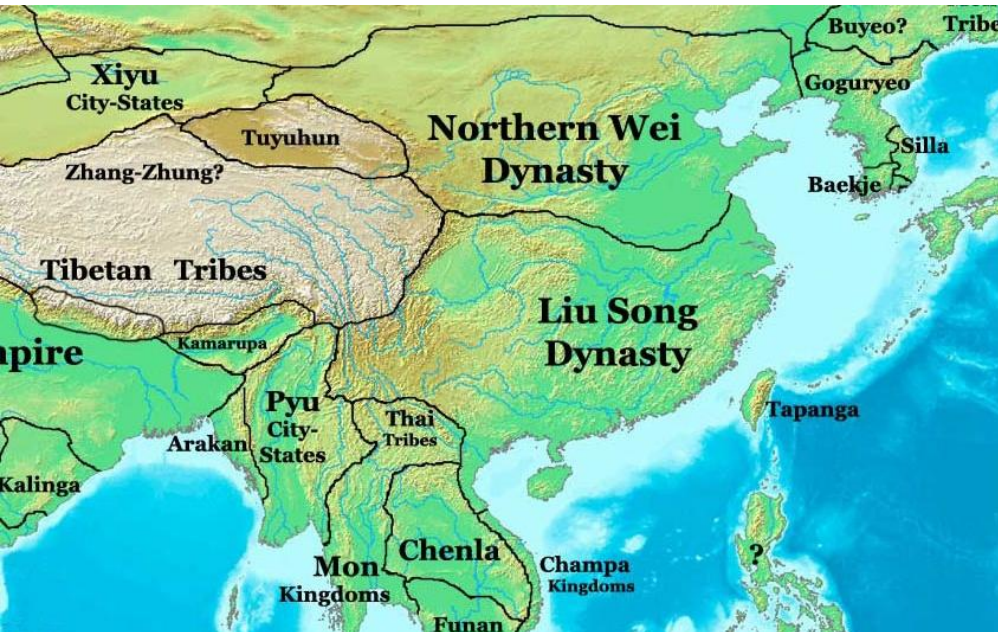 Buyeo?
Tribe
Xiyu
City-States
Goguryeo
Tuyuhun
Northern Wei
Dynasty
Silla
Zhang-Zhung?
Baekje
Tibetan Tribes
Liu Song
Dynasty
Kamarupa
pire
Pyu
City-
States
Thai
Tribes
Tapanga
Arakan
Kalinga
Chenla
?
Mon
Kingdoms
Champa
Kingdoms
Funan